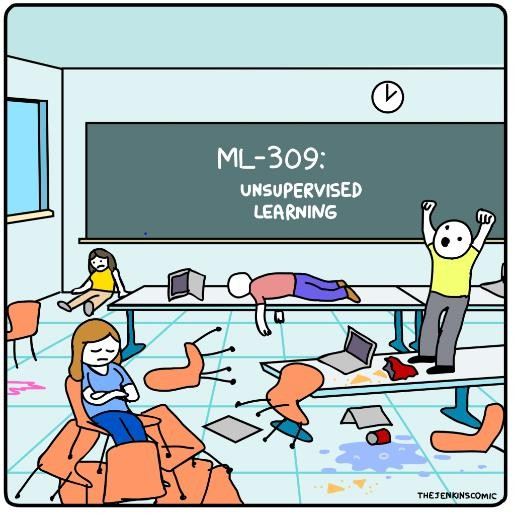 ML-309:
UNSUPERVISED
LEARNING
THEJENKINSCOMIC